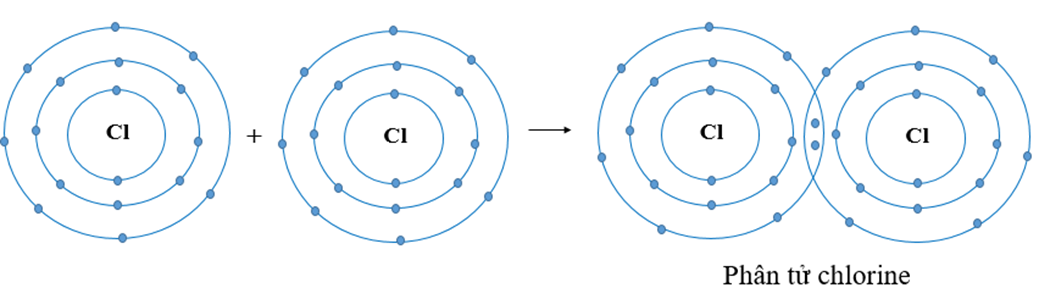 Cl + Cl → Cl Cl
Phân tử chlorine